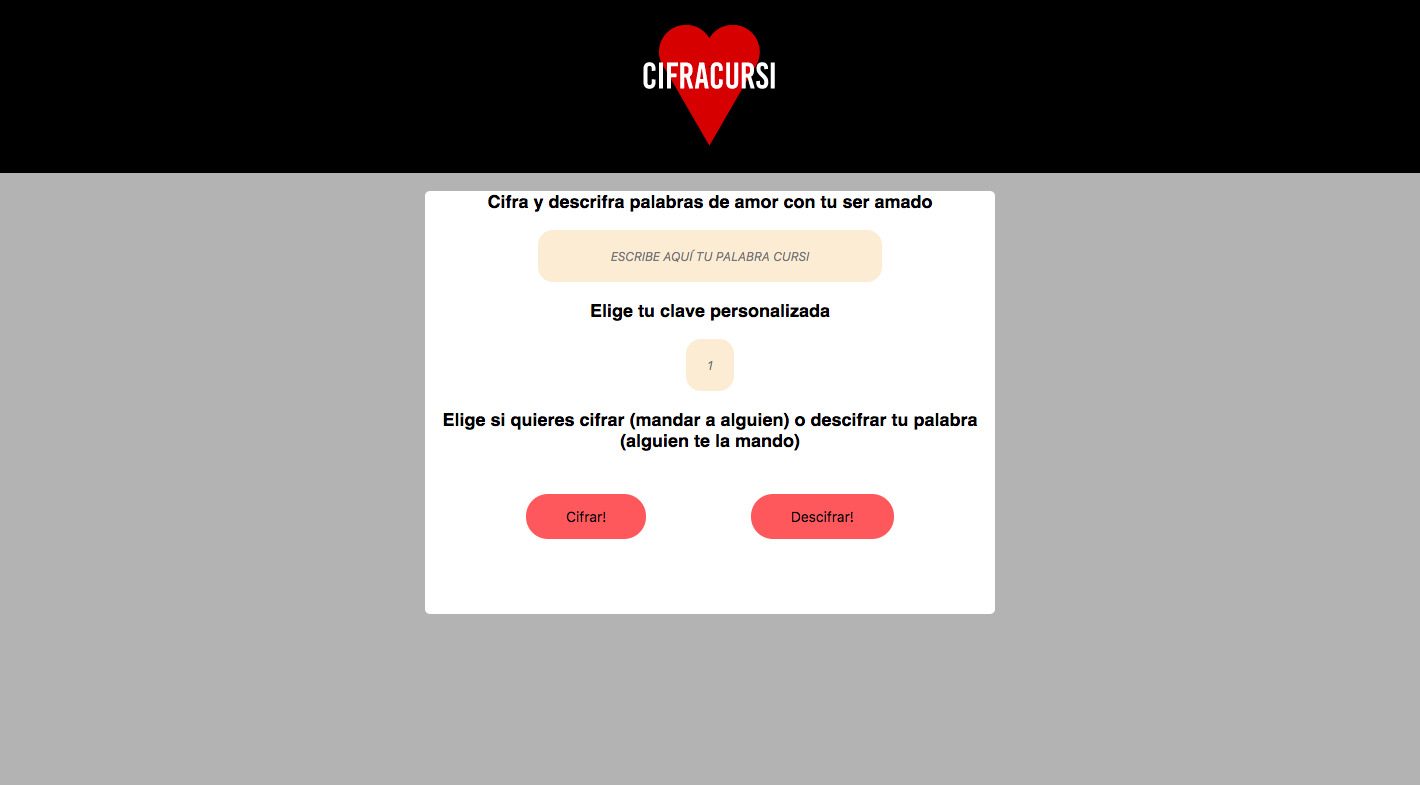 CIFRACURSI
Cifra y descrifra palabras de amor con tu ser amado
ESCRIBE AQUÍ TU PALABRA CURSI
Elige tu clave personalizada
1
Elige si quieres cifrar (mandar a alguien) o descifrar tu palabra
(alguien te la mando)
Cifrar!
Descifrar!